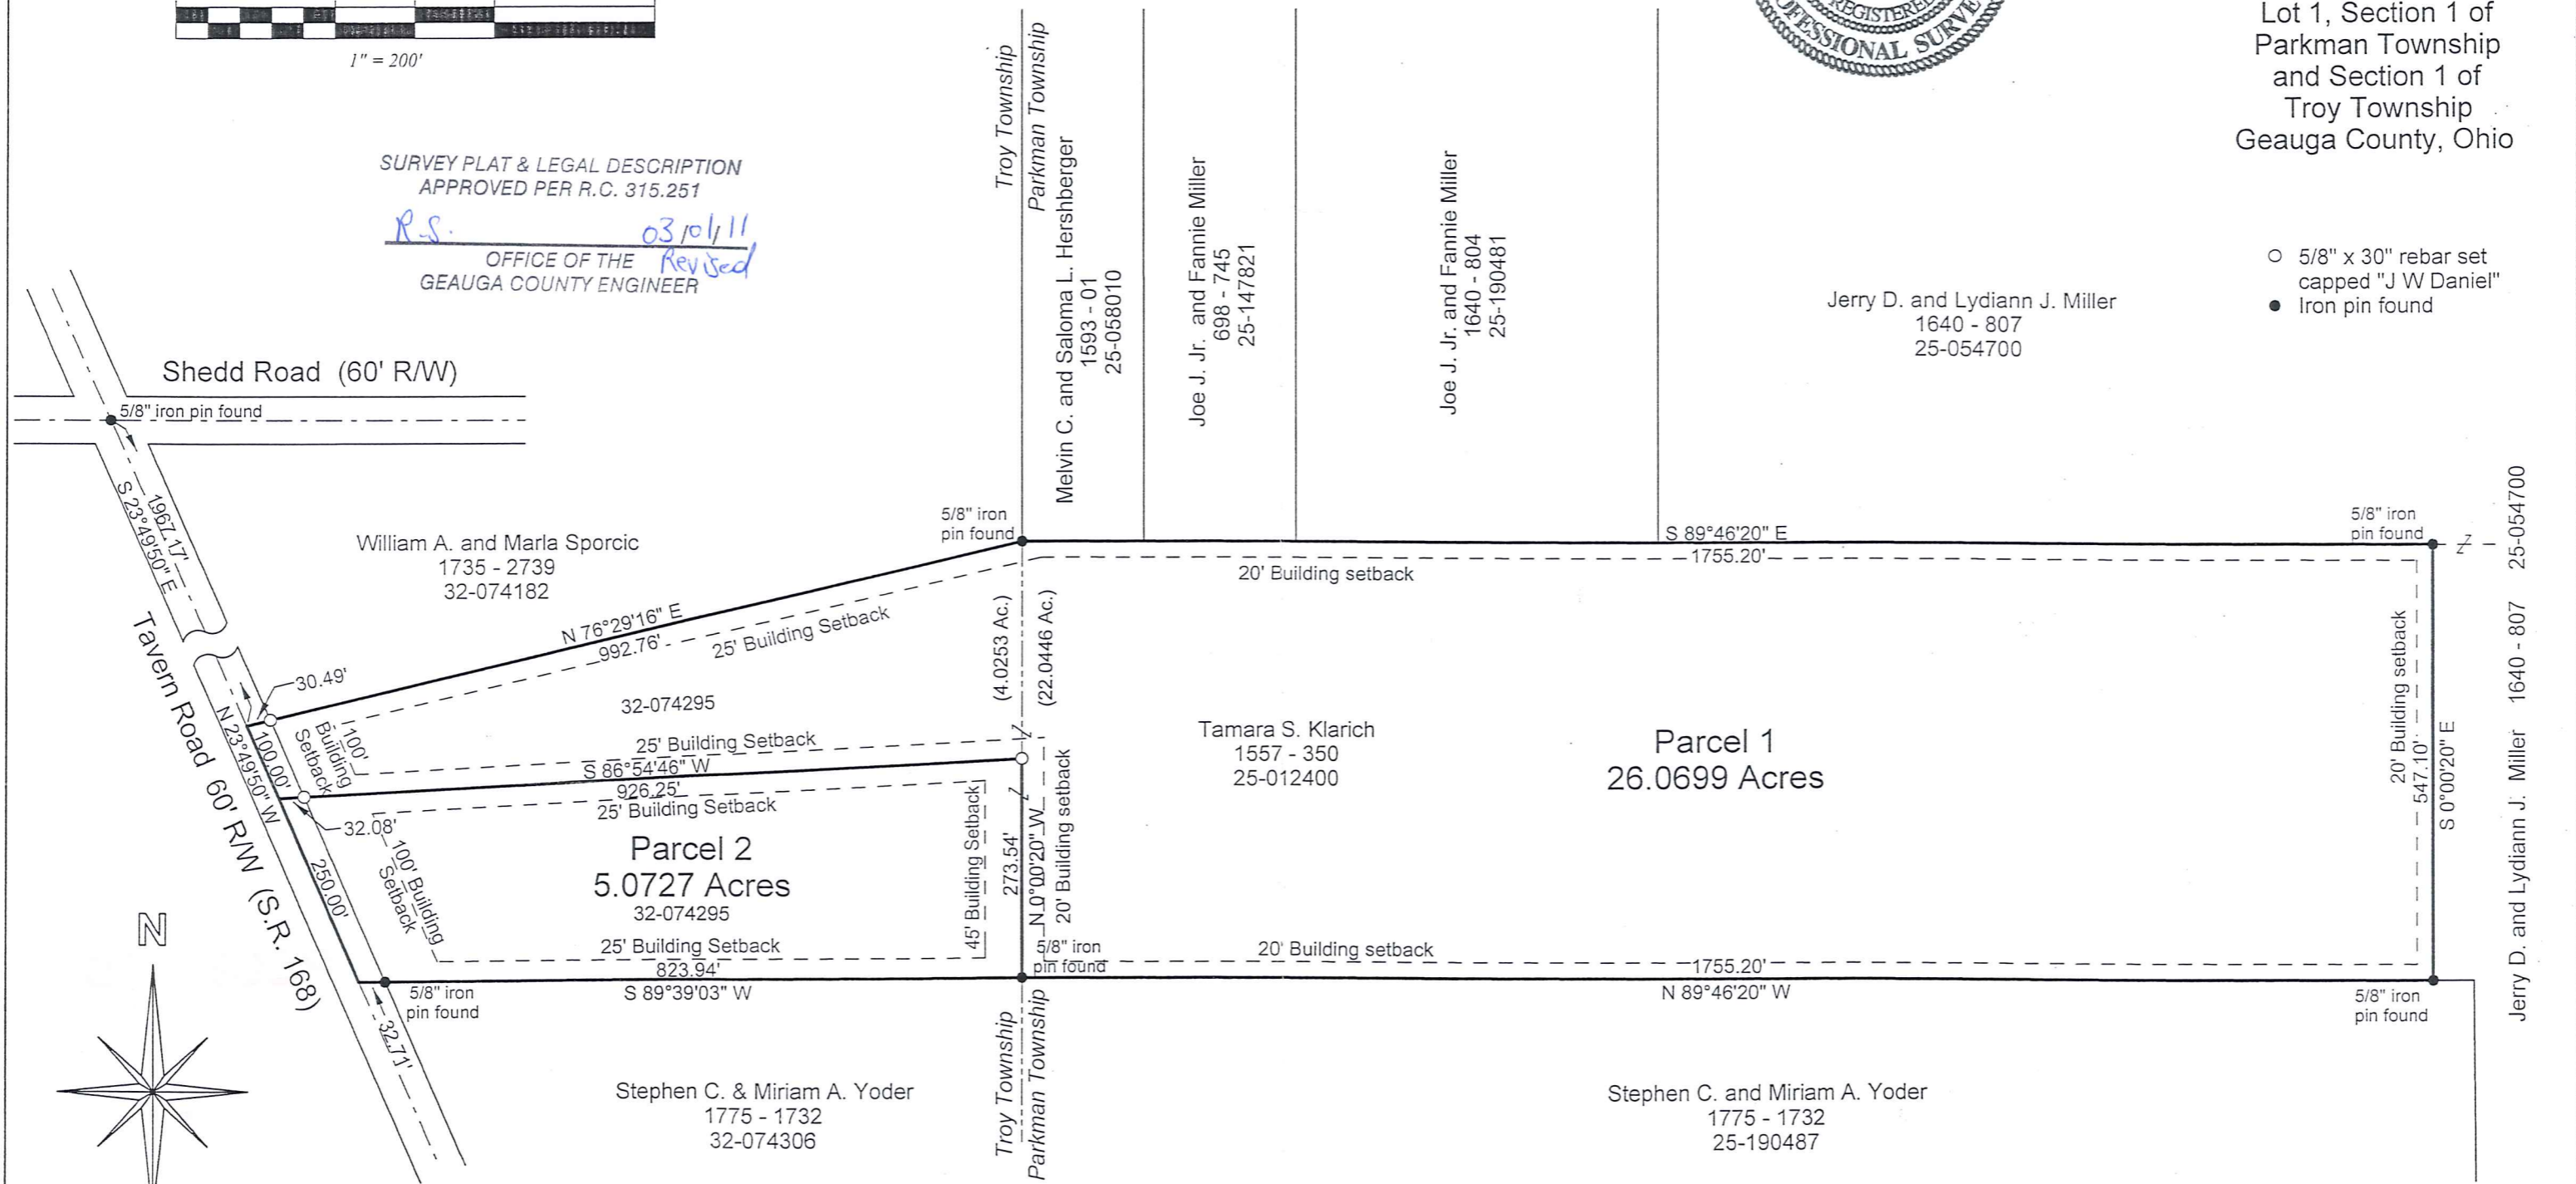 1" = 200'
REGISTERED
OFESSIONAL SURVE
Lot 1, Section 1 of
Parkman Township
and Section 1 of
Troy Township
Geauga County, Ohio
SURVEY PLAT & LEGAL DESCRIPTION
APPROVED PER R.C. 315.251
R.S. 03/01/11
OFFICE OF THE Revised
GEAUGA COUNTY ENGINEER
Troy Township
Parkman Township
Melvin C. and Saloma L. Hershberger
1593 - 01
25-058010
Joe J. Jr. and Fannie Miller
698 - 745
25-147821
Joe J. Jr. and Fannie Miller
1640 - 804
25-190481
Jerry D. and Lydiann J. Miller
1640 - 807
25-054700
5/8" x 30" rebar set
capped "J W Daniel"
Iron pin found
Shedd Road (60' R/W)
5/8" iron pin found
1967.17'
S 23°49'50" E
William A. and Marla Sporcic
1735 - 2739
32-074182
5/8" iron
pin found
S 89°46'20" E
1755.20'
20' Building setback
5/8" iron
pin found
Jerry D. and Lydiann J. Miller 1640 - 807 25-054700
N 76°29'16" E
992.76'
25' Building Setback
(4.0253 Ac.)
(22.0446 Ac.)
Tavern Road 60' R/W (S.R. 168)
30.49'
32-074295
100'
Building
Setback
N 23°49'50" W
100.00'
25' Building Setback
S 86°54'46" W
926.25'
25' Building Setback
32.08'
Tamara S. Klarich
1557 - 350
25-012400
Parcel 1
26.0699 Acres
20' Building setback
547.10'
S 0°00'20" E
Parcel 2
5.0727 Acres
32-074295
250.00'
100' Building
Setback
45' Building Setback
273.54'
N 0°00'20" W
20' Building setback
25' Building Setback
823.94'
S 89°39'03" W
5/8" iron
pin found
20' Building setback
1755.20'
N 89°46'20" W
5/8" iron
pin found
5/8" iron
pin found
32.71'
N
Troy Township
Parkman Township
Stephen C. & Miriam A. Yoder
1775 - 1732
32-074306
Stephen C. and Miriam A. Yoder
1775 - 1732
25-190487